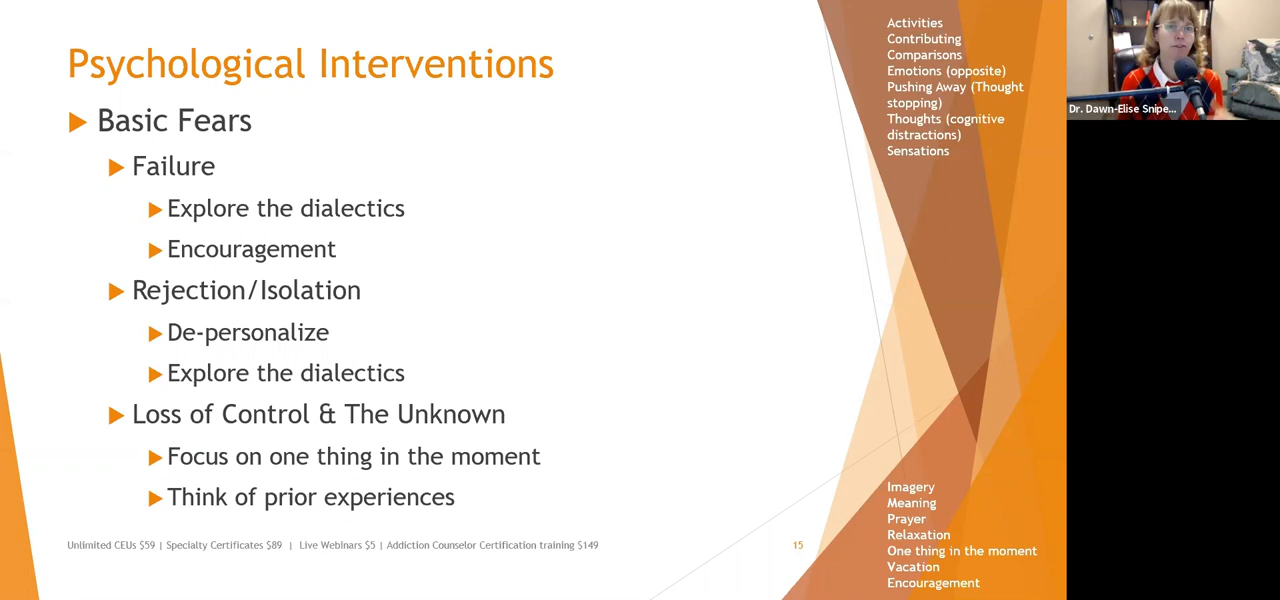 Psychological Interventions
Basic Fears
Failure
Explore the dialectics
Encouragement
Rejection/Isolation
De-personalize
Explore the dialectics
Loss of Control & The Unknown
Focus on one thing in the moment
Think of prior experiences
Unlimited CEUs $59 | Specialty Certificates $89 | Live Webinars $5 | Addiction Counselor Certification training $149
15
Activities
Contributing
Comparisons
Emotions (opposite)
Pushing Away (Thought
stopping)
Thoughts (cognitive
distractions)
Sensations
Imagery
Meaning
Prayer
Relaxation
One thing in the moment
Vacation
Encouragement
Dr. Dawn-Elise Snipe...